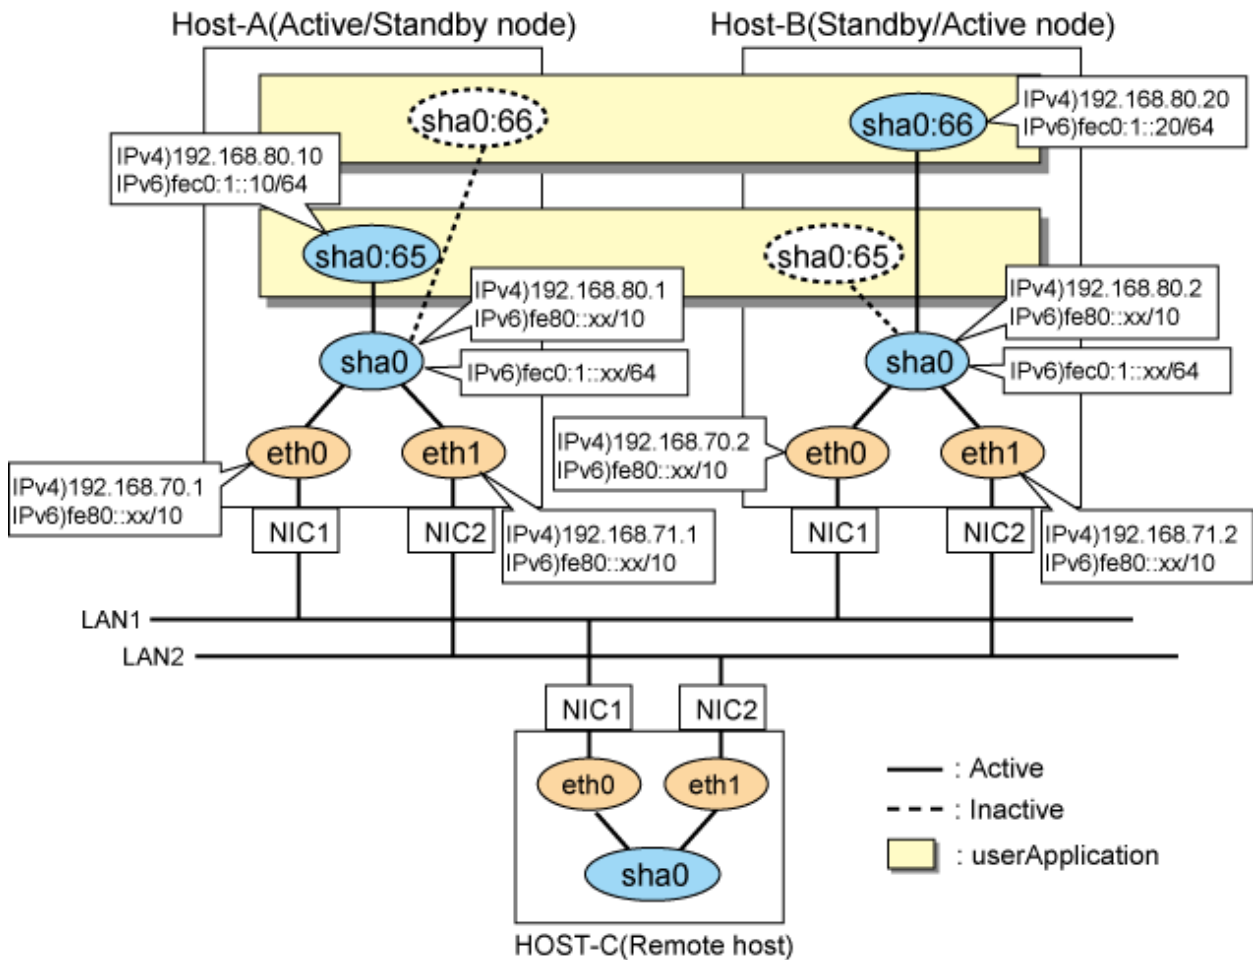 Host-A(Active/Standby node)
Host-B(Standby/Active node)
sha0:66
sha0:66
IPv4)192.168.80.20
IPv6)fec0:1::20/64
IPv4)192.168.80.10
IPv6)fec0:1::10/64
sha0:65
sha0:65
IPv4)192.168.80.1
IPv6)fe80::xx/10
IPv4)192.168.80.2
IPv6)fe80::xx/10
sha0
IPv6)fec0:1::xx/64
sha0
IPv6)fec0:1::xx/64
eth0
eth1
IPv4)192.168.70.2
IPv6)fe80::xx/10
eth0
eth1
IPv4)192.168.70.1
IPv6)fe80::xx/10
NIC1
NIC2
IPv4)192.168.71.1
IPv6)fe80::xx/10
NIC1
NIC2
IPv4)192.168.71.2
IPv6)fe80::xx/10
LAN1
LAN2
NIC1
NIC2
eth0
eth1
sha0
HOST-C(Remote host)
: Active
: Inactive
: userApplication